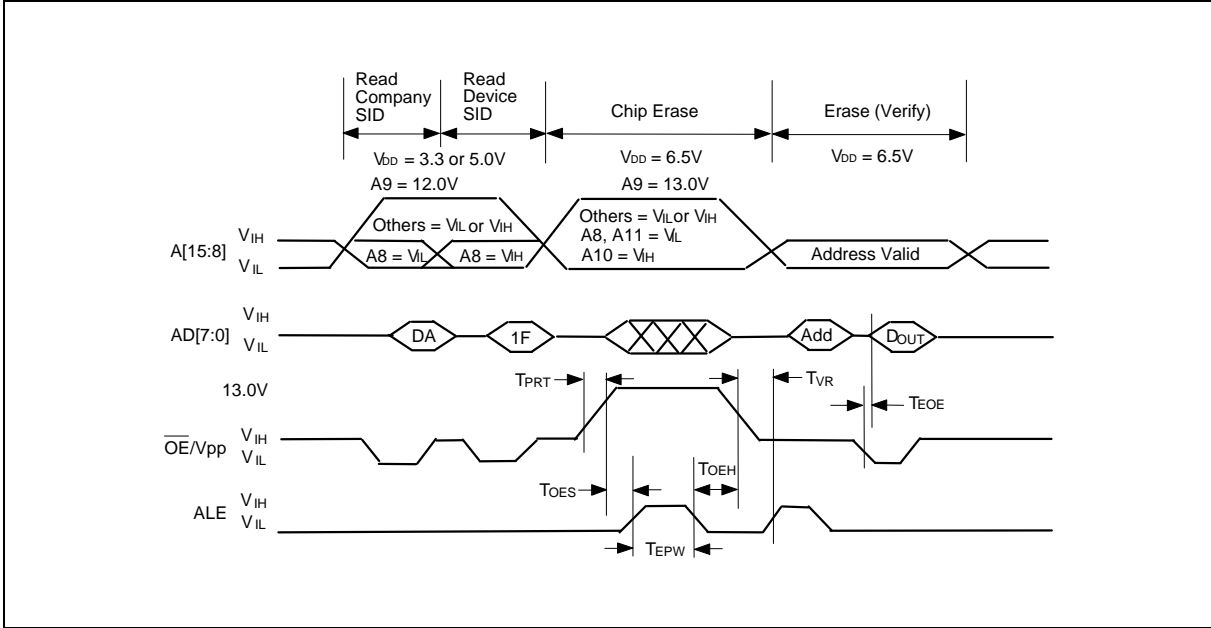 Read Company SID
Read Device SID
Chip Erase
Erase (Verify)
VDD = 3.3 or 5.0V
VDD = 6.5V
VDD = 6.5V
A9 = 12.0V
A9 = 13.0V
Others = VIL or VIH
Others = VIL or VIH
A8, A11 = VIL
A10 = VIH
A[15:8]
VIH
VIL
A8 = VIL
A8 = VIH
Address Valid
AD[7:0]
VIH
VIL
DA
1F
Add
DOUT
TPRT
TVR
13.0V
TEOE
OE/Vpp
VIH
VIL
TOEH
TOES
ALE
VIH
VIL
TEPW